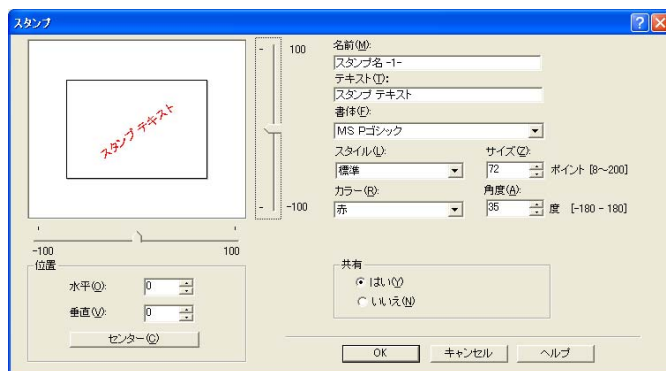 スタンプ
スタンプ テキスト
100
-100
-100
100
位置
水平(O):
0
垂直(V):
0
センター(C)
名前(M):
スタンプ名 -1-
テキスト(T):
スタンプ テキスト
書体(F):
MS Pゴシック
スタイル(L):
標準
サイズ(Z):
72
ポイント [8～200]
カラー(R):
赤
角度(A):
35
度 [-180 - 180]
共有
はい(Y)
いいえ(N)
OK
キャンセル
ヘルプ